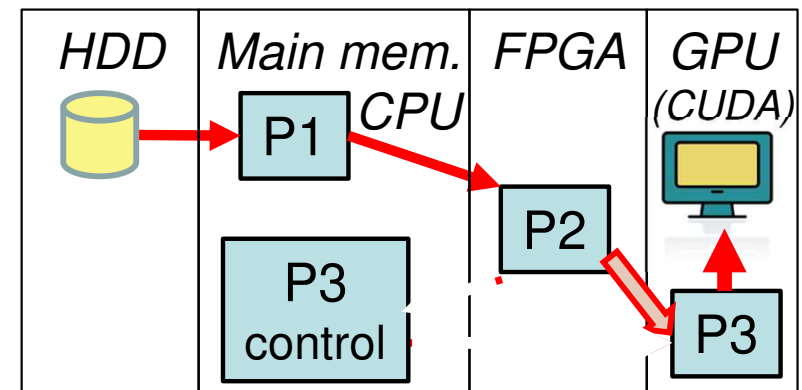 HDD
Main mem.
CPU
FPGA
GPU
(CUDA)
P1
P2
P3
control
P3